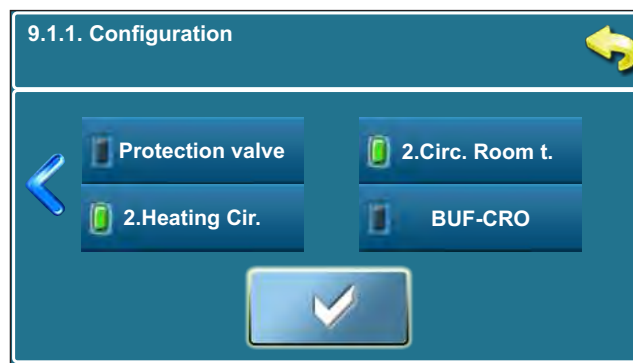 9.1.1. Configuration
Protection valve
2.Circ. Room t.
2.Heating Cir.
BUF-CRO